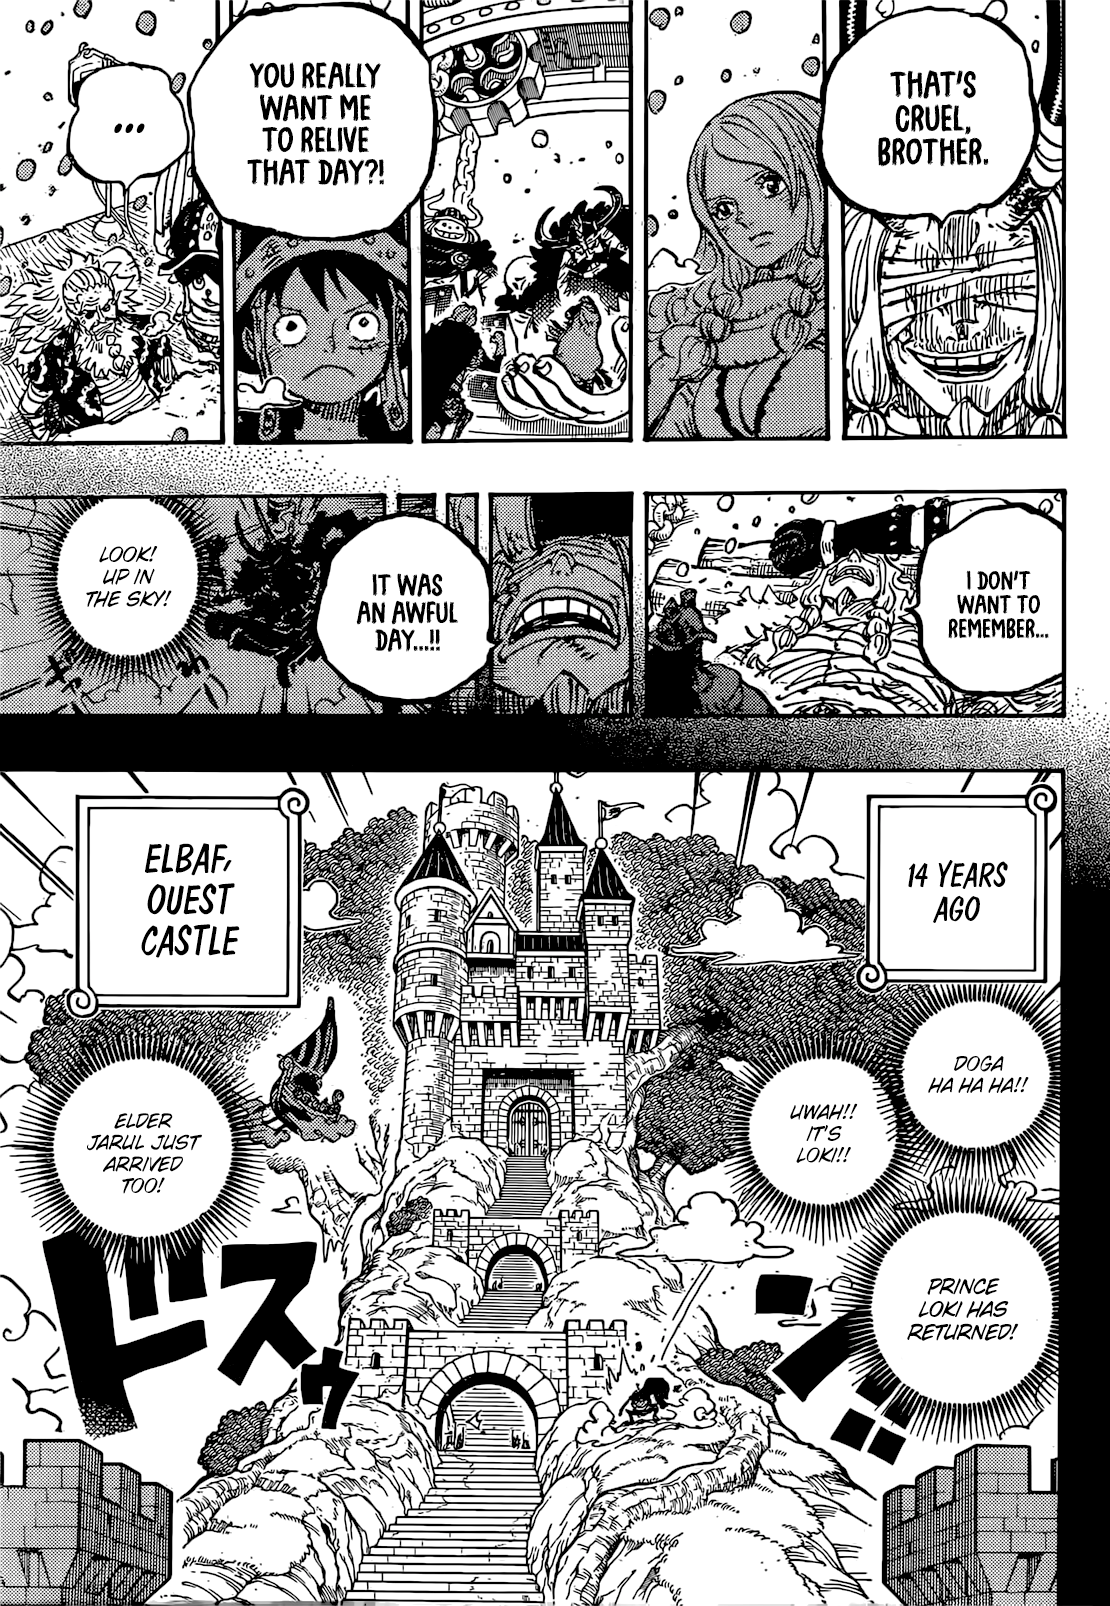 THAT'S
CRUEL,
BROTHER.
YOU REALLY
WANT ME
TO RELIVE
THAT DAY?!
...
I DON'T
WANT TO
REMEMBER...
IT WAS
AN AWFUL
DAY...!!
LOOK!
UP IN
THE SKY!
14 YEARS
AGO
ELBAF,
OUEST
CASTLE
DOGA
HA HA HA!!
UWAH!!
IT'S
LOKI!!
PRINCE
LOKI HAS
RETURNED!
ELDER
JARUL JUST
ARRIVED
TOO!
ドスゥ
ン!!